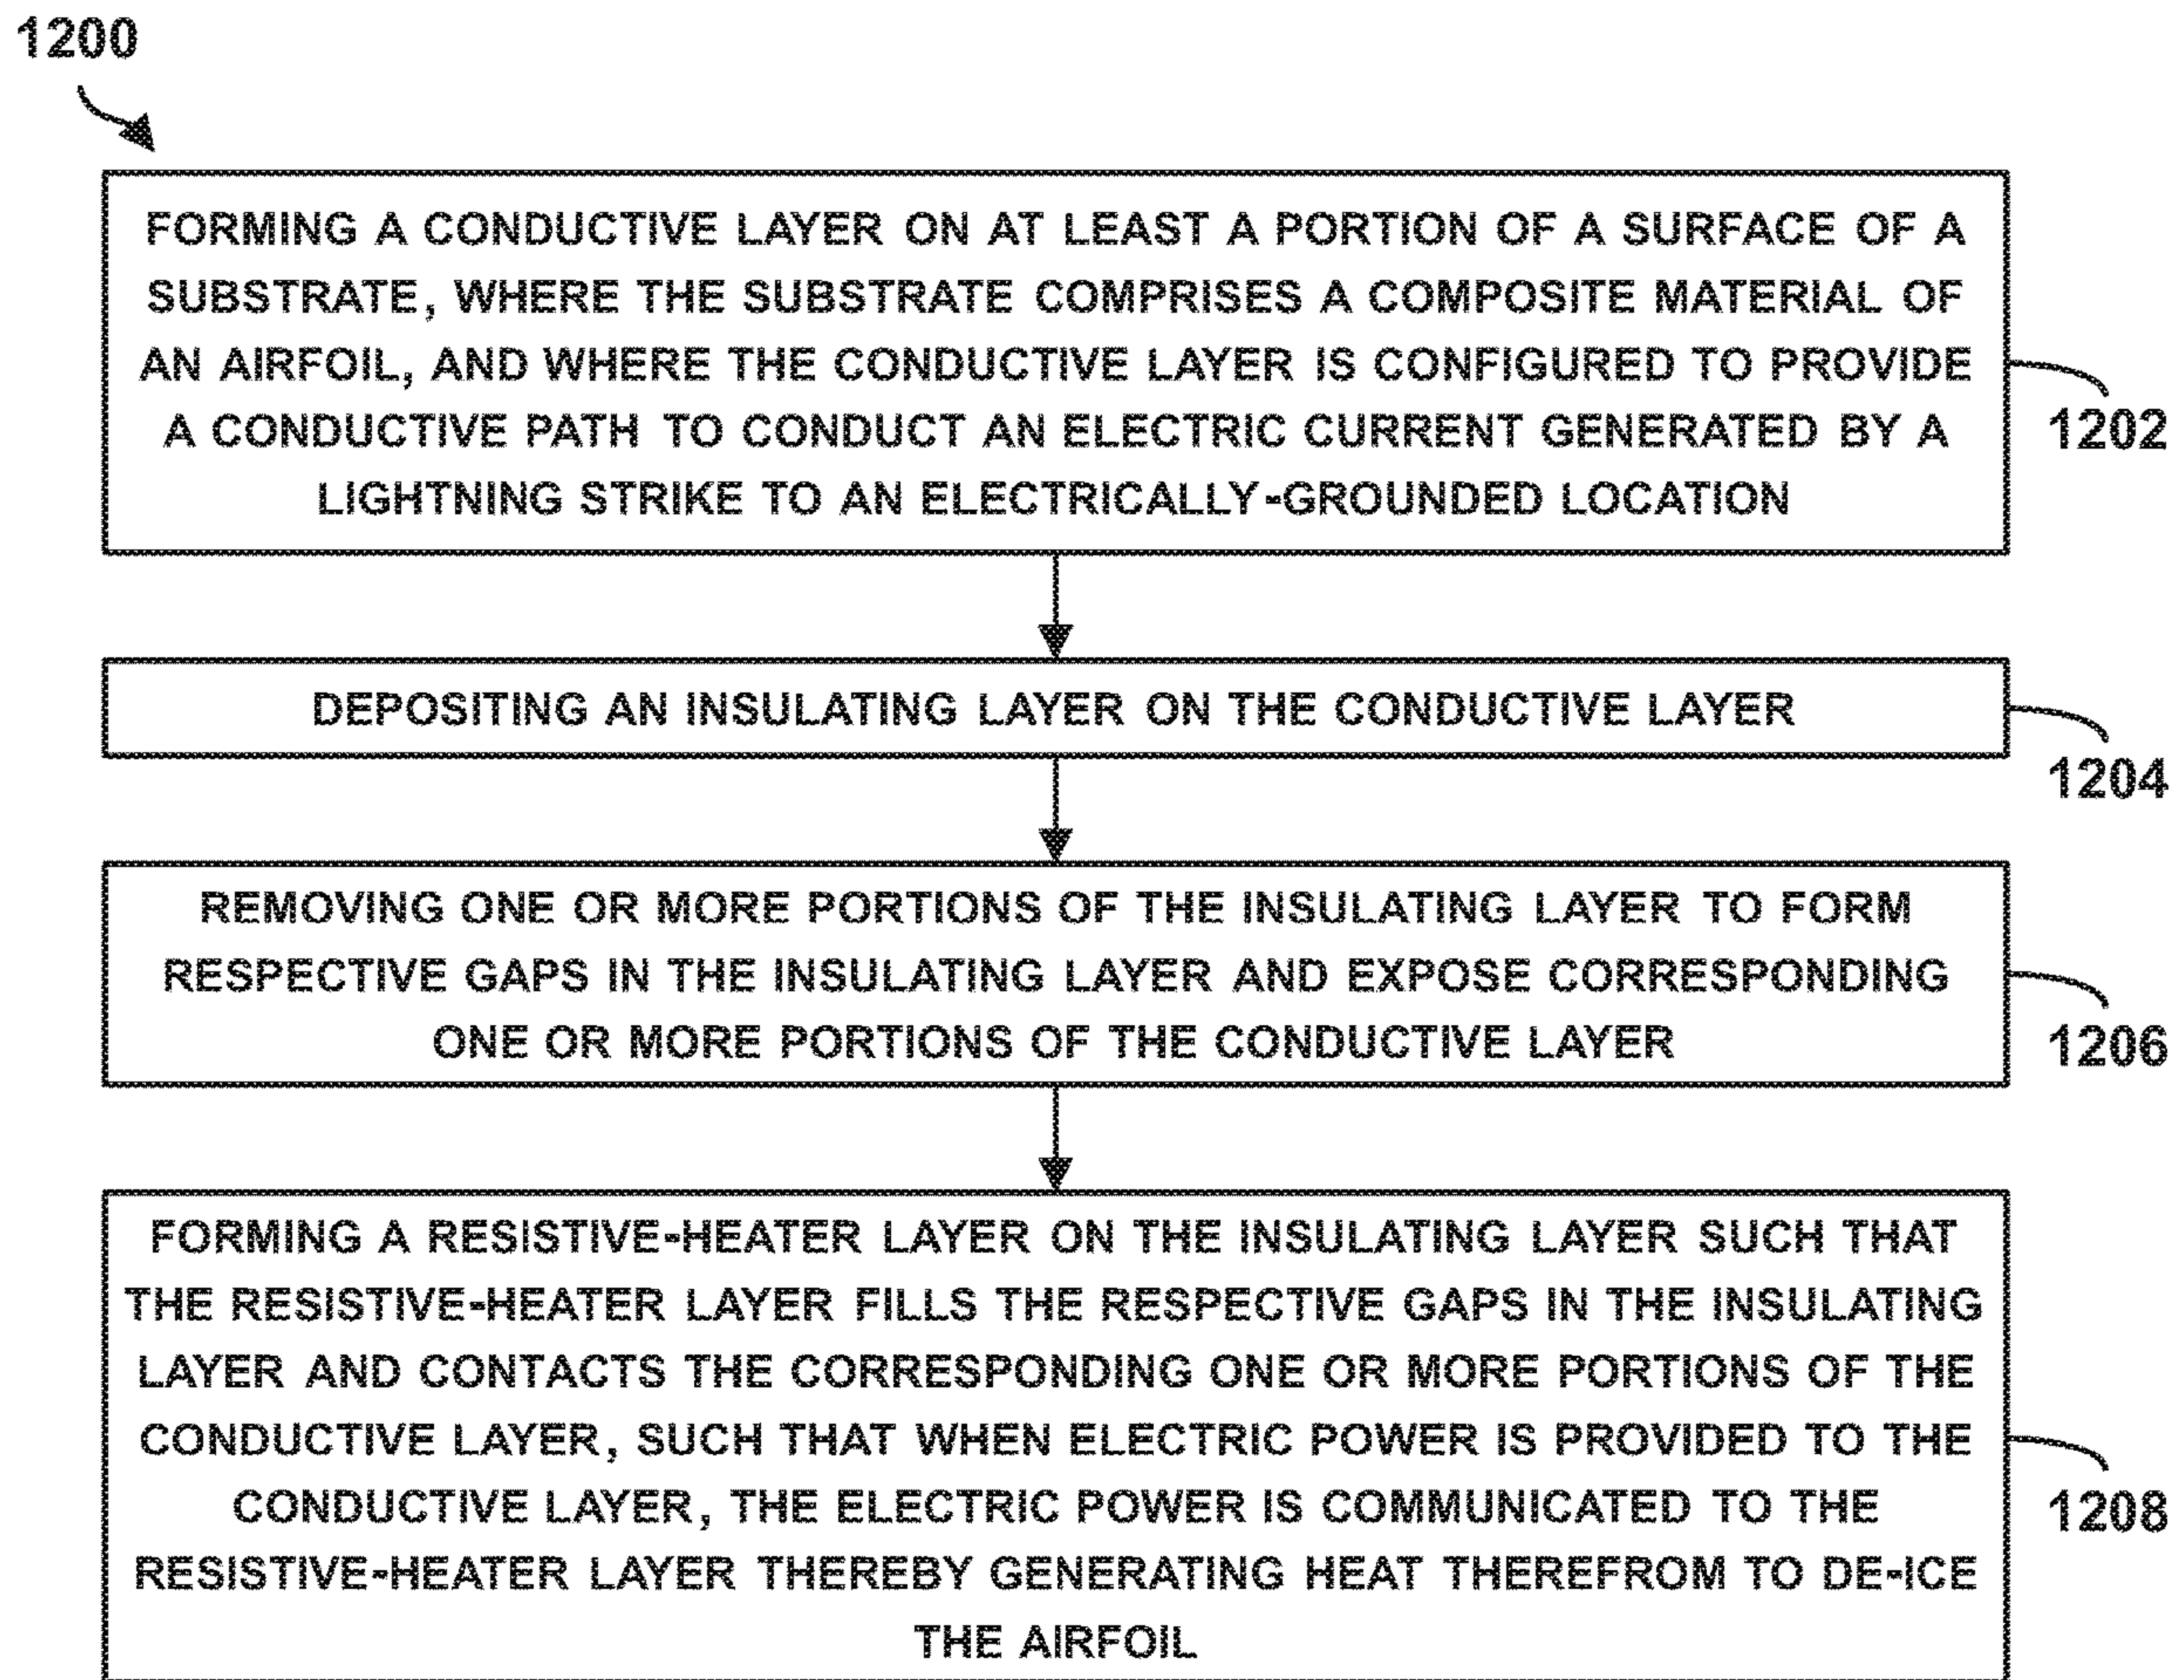 1200
FORMING A CONDUCTIVE LAYER ON AT LEAST A PORTION OF A SURFACE OF A
SUBSTRATE, WHERE THE SUBSTRATE COMPRISES A COMPOSITE MATERIAL OF
AN AIRFOIL, AND WHERE THE CONDUCTIVE LAYER IS CONFIGURED TO PROVIDE
A CONDUCTIVE PATH TO CONDUCT AN ELECTRIC CURRENT GENERATED BY A
LIGHTNING STRIKE TO AN ELECTRICALLY-GROUNDED LOCATION
1202
DEPOSITING AN INSULATING LAYER ON THE CONDUCTIVE LAYER
1204
REMOVING ONE OR MORE PORTIONS OF THE INSULATING LAYER TO FORM
RESPECTIVE GAPS IN THE INSULATING LAYER AND EXPOSE CORRESPONDING
ONE OR MORE PORTIONS OF THE CONDUCTIVE LAYER
1206
FORMING A RESISTIVE-HEATER LAYER ON THE INSULATING LAYER SUCH THAT
THE RESISTIVE-HEATER LAYER FILLS THE RESPECTIVE GAPS IN THE INSULATING
LAYER AND CONTACTS THE CORRESPONDING ONE OR MORE PORTIONS OF THE
CONDUCTIVE LAYER, SUCH THAT WHEN ELECTRIC POWER IS PROVIDED TO THE
CONDUCTIVE LAYER, THE ELECTRIC POWER IS COMMUNICATED TO THE
RESISTIVE-HEATER LAYER THEREBY GENERATING HEAT THEREFROM TO DE-ICE
THE AIRFOIL
1208